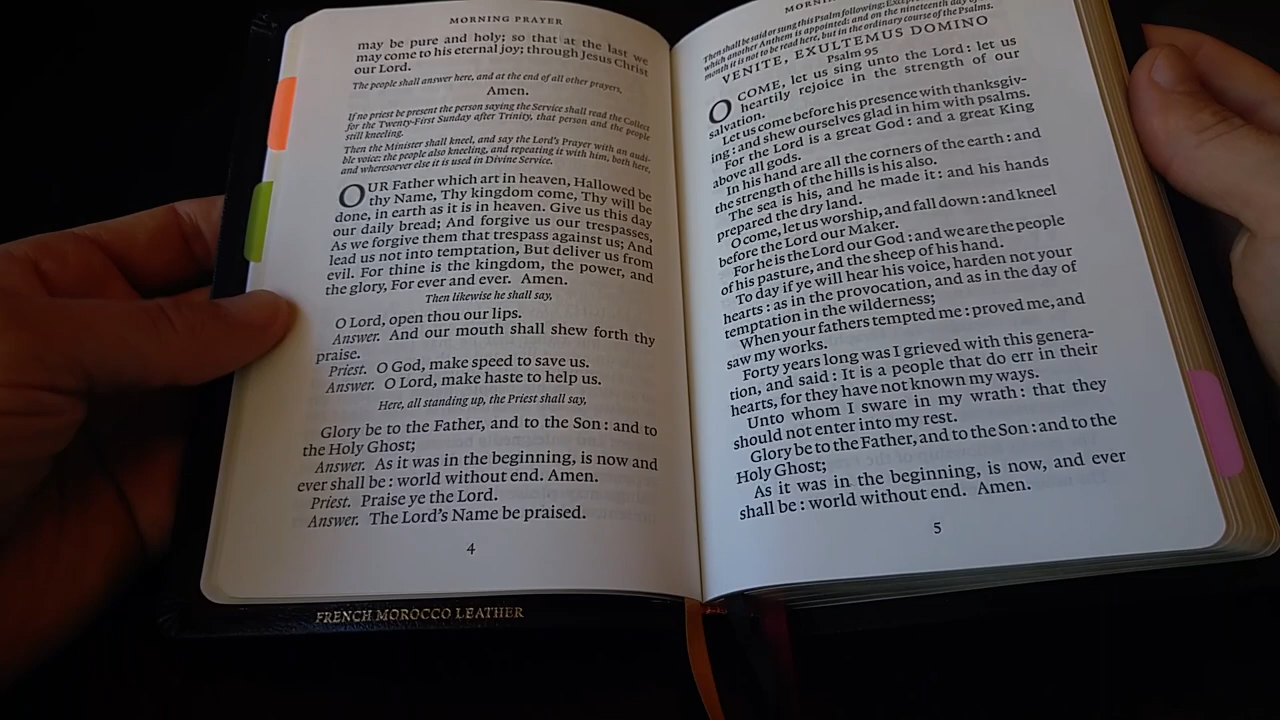 MORNING PRAYER
may be pure and holy; so that at the last we
may come to his eternal joy; through Jesus Christ
our Lord.
The people shall answer here, and at the end of all other prayers,
Amen.
If no priest be present the person saying the Service shall read the Collect
for the Twenty-First Sunday after Trinity, that person and the people
still kneeling.
Then the Minister shall kneel, and say the Lord's Prayer with an audi-
ble voice; the people also kneeling, and repeating it with him, both here,
and wheresoever else it is used in Divine Service.
OUR Father which art in heaven, Hallowed be
thy Name, Thy kingdom come, Thy will be
done, in earth as it is in heaven. Give us this day
our daily bread; And forgive us our trespasses,
As we forgive them that trespass against us; And
lead us not into temptation, But deliver us from
evil. For thine is the kingdom, the power, and
the glory, For ever and ever. Amen.
Then likewise he shall say,
O Lord, open thou our lips.
Answer. And our mouth shall shew forth thy
praise.
Priest. O God, make speed to save us.
Answer. O Lord, make haste to help us.
Here, all standing up, the Priest shall say,
Glory be to the Father, and to the Son : and to
the Holy Ghost;
Answer. As it was in the beginning, is now and
ever shall be : world without end. Amen.
Priest. Praise ye the Lord.
Answer. The Lord's Name be praised.
4
FRENCH MOROCCO LEATHER
Then shall be said or sung this Psalm following; Except
which another Anthem is appointed: and on the nineteenth day of
month it is not to be read here, but in the ordinary course of the Psalms.
VENITE, EXULTEMUS DOMINO
Psalm 95
O COME, let us sing unto the Lord : let us
heartily rejoice in the strength of our
salvation.
Let us come before his presence with thanksgiv-
ing : and shew ourselves glad in him with psalms.
For the Lord is a great God : and a great King
above all gods.
In his hand are all the corners of the earth : and
the strength of the hills is his also.
The sea is his, and he made it : and his hands
prepared the dry land.
O come, let us worship, and fall down : and kneel
before the Lord our Maker.
For he is the Lord our God : and we are the people
of his pasture, and the sheep of his hand.
To day if ye will hear his voice, harden not your
hearts : as in the provocation, and as in the day of
temptation in the wilderness;
When your fathers tempted me : proved me, and
saw my works.
Forty years long was I grieved with this genera-
tion, and said : It is a people that do err in their
hearts, for they have not known my ways.
Unto whom I sware in my wrath : that they
should not enter into my rest.
Glory be to the Father, and to the Son : and to the
Holy Ghost;
As it was in the beginning, is now, and ever
shall be : world without end. Amen.
5